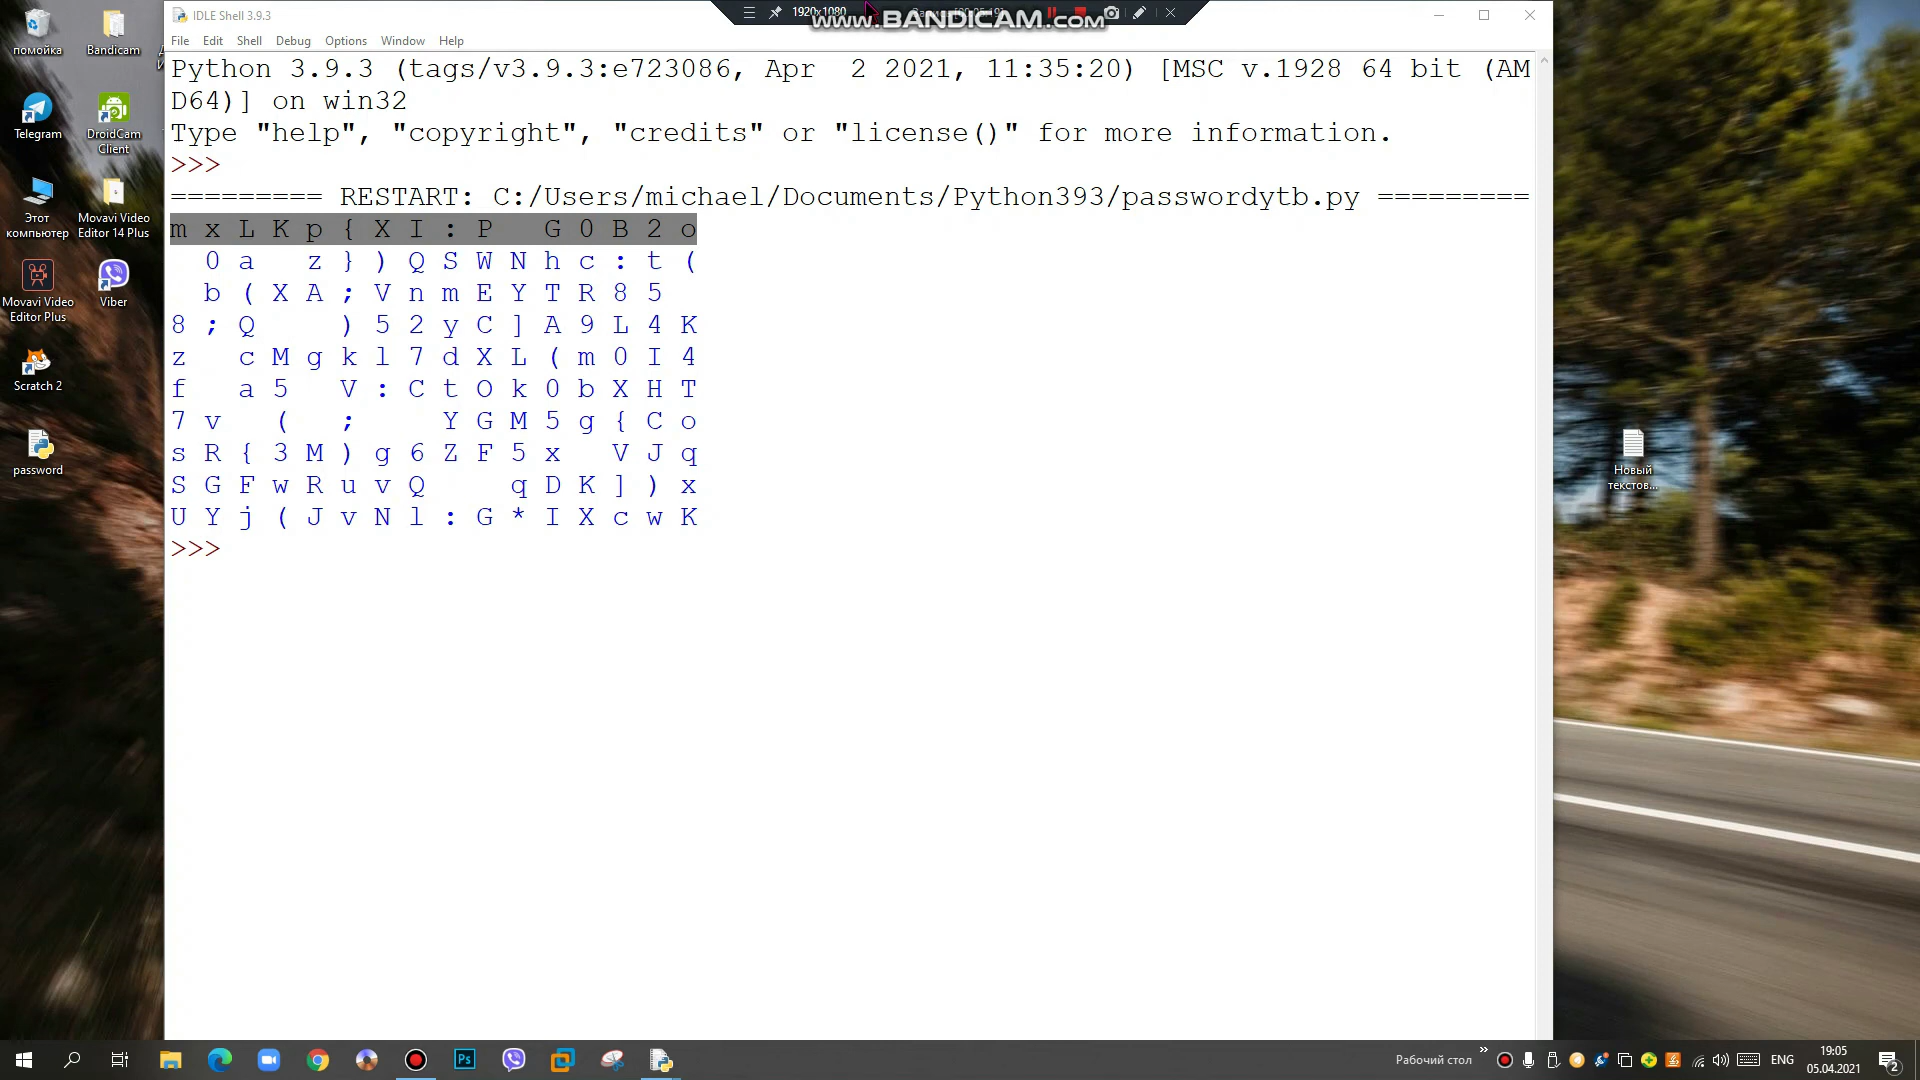 IDLE Shell 3.9.3
1920x1080
www.BANDICAM.com
File Edit Shell Debug Options Window Help
Python 3.9.3 (tags/v3.9.3:e723086, Apr  2 2021, 11:35:20) [MSC v.1928 64 bit (AM
D64)] on win32
Type "help", "copyright", "credits" or "license()" for more information.
>>>
========= RESTART: C:/Users/michael/Documents/Python393/passwordytb.py =========
m x L K p { X I : P   G 0 B 2 o
  0 a   z } ) Q S W N h c : t (
  b ( X A ; V n m E Y T R 8 5
8 ; Q     ) 5 2 y C ] A 9 L 4 K
z   c M g k l 7 d X L ( m 0 I 4
f   a 5   V : C t O k 0 b X H T
7 v   (   ;     Y G M 5 g { C o
s R { 3 M ) g 6 Z F 5 x   V J q
S G F w R u v Q     q D K ] ) x
U Y j ( J v N l : G * I X c w K
>>>
помойка
Bandicam
Telegram
DroidCam
Client
Этот
компьютер
Movavi Video
Editor 14 Plus
Movavi Video
Editor Plus
Viber
Scratch 2
password
Новый
текстов...
Ps
Рабочий стол
ENG
19:05
05.04.2021
2